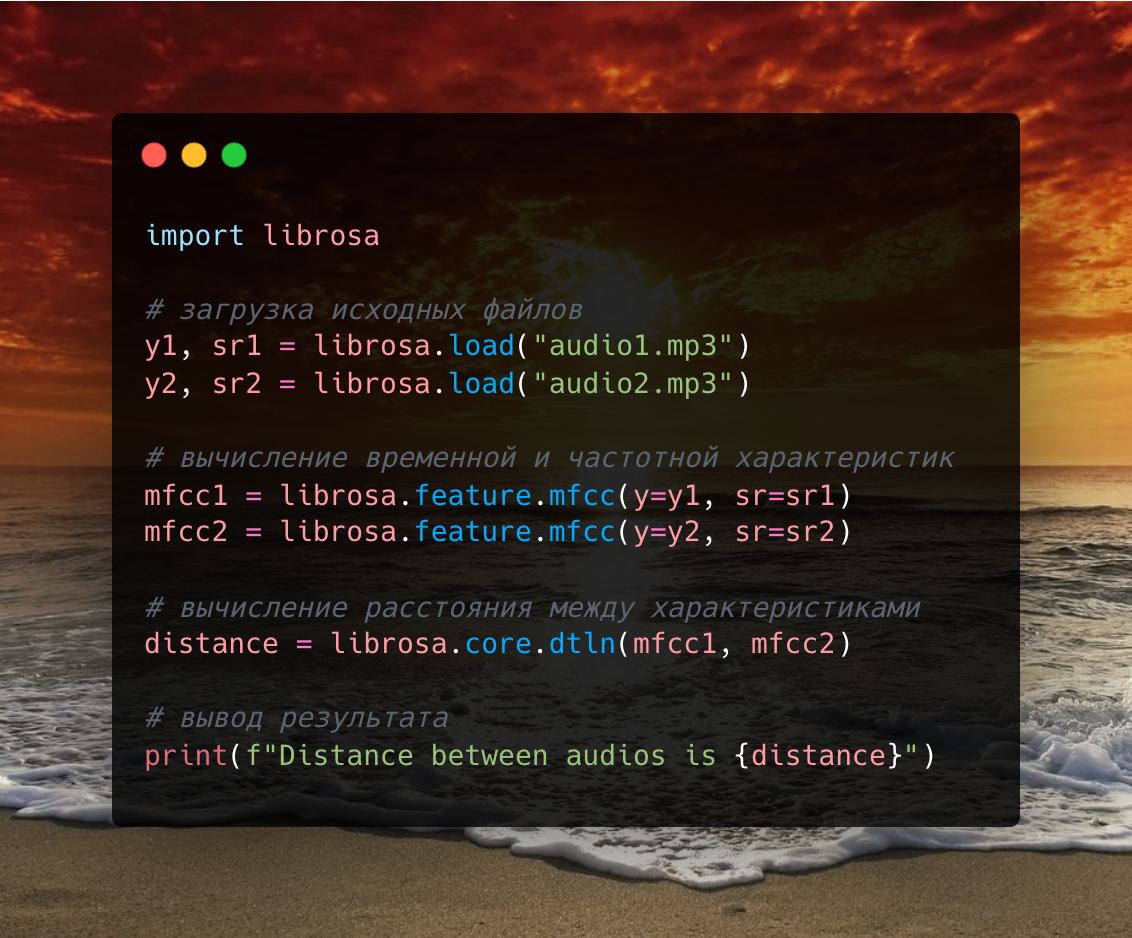 import librosa
# загрузка исходных файлов
y1, sr1 = librosa.load("audio1.mp3")
y2, sr2 = librosa.load("audio2.mp3")
# вычисление временной и частотной характеристик
mfcc1 = librosa.feature.mfcc(y=y1, sr=sr1)
mfcc2 = librosa.feature.mfcc(y=y2, sr=sr2)
# вычисление расстояния между характеристиками
distance = librosa.core.dtln(mfcc1, mfcc2)
# вывод результата
print(f"Distance between audios is {distance}")